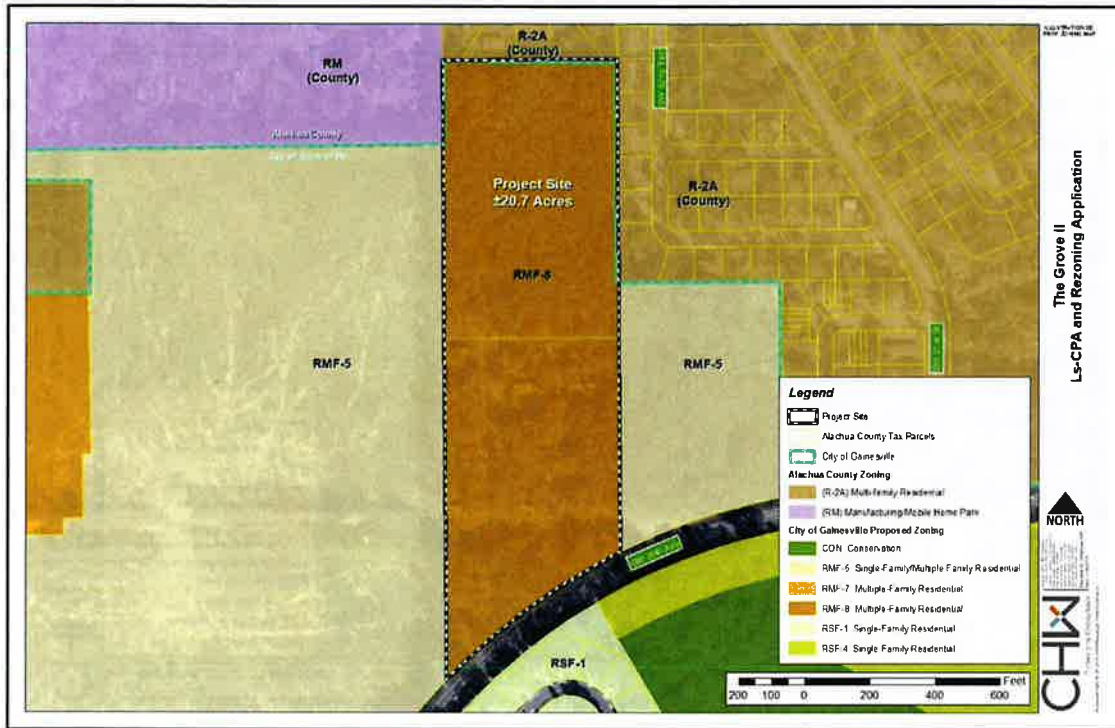 R-2A
(County)
RM
(County)
Alachua County
Project Site
±20.7 Acres
R-2A
(County)
RMF-8
RMF-5
RMF-5
RSF-1
Legend
Project Site
Alachua County Tax Parcels
City of Gainesville
Alachua County Zoning
(R-2A) Multi-family Residential
(RM) Manufacturing/Mobile Home Park
City of Gainesville Proposed Zoning
CON Conservation
RMF-5 Single-Family/Multiple Family Residential
RMF-7 Multiple-Family Residential
RMF-8 Multiple-Family Residential
RSF-1 Single-Family Residential
RSF-4 Single Family Residential
Feet
200 100 0 200 400 600
The Grove II
Ls-CPA and Rezoning Application
NORTH
CHW